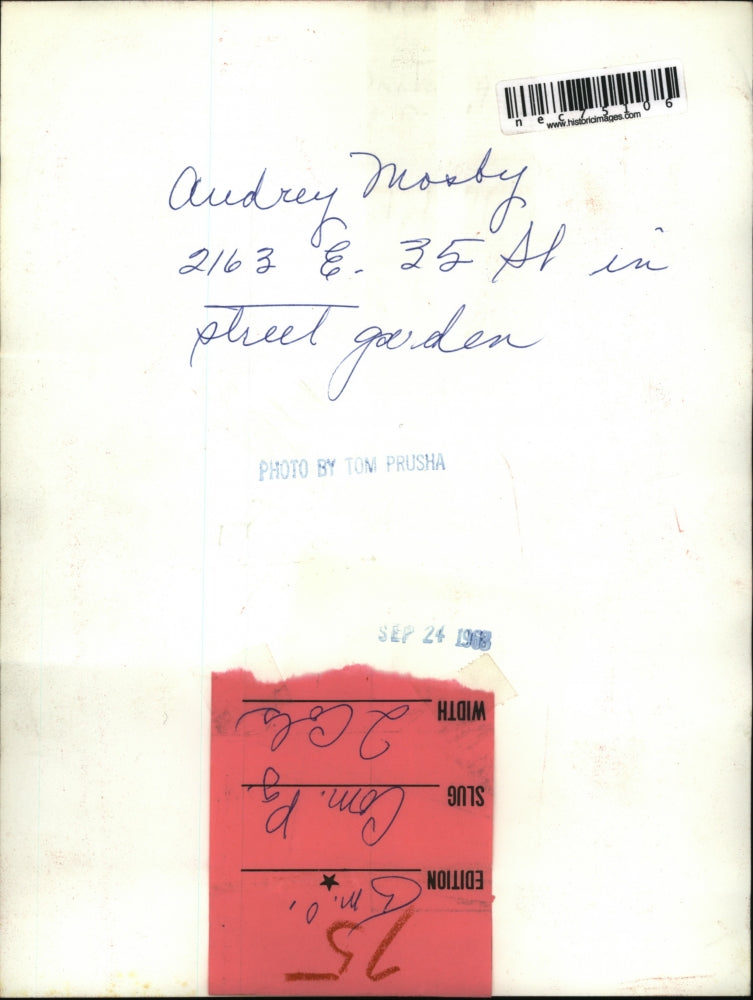 nec75106
www.historicimages.com
Audrey Mosby
2163 E. 35 St in
street garden
PHOTO BY TOM PRUSHA
SEP 24 1968
75
EDITION
SLUG Com. Pg.
WIDTH 2 Cols